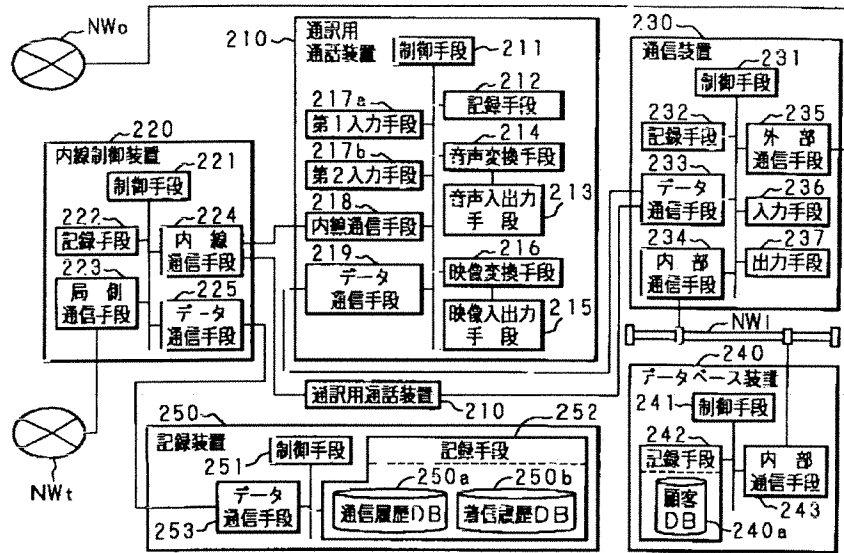 NWo
210
通訳用
通話装置
制御手段
211
212
記録手段
217a
第1入力手段
214
音声変換手段
217b
第2入力手段
音声入出力
手段
213
218
内線通信手段
216
映像変換手段
219
データ
通信手段
映像入出力
手段
215
220
内線制御装置
221
制御手段
222
記録手段
224
内線
通信手段
223
局側
通信手段
225
データ
通信手段
NWt
通訳用通話装置
210
230
通信装置
231
制御手段
232
記録手段
235
外部
通信手段
233
データ
通信手段
236
入力手段
234
内部
通信手段
237
出力手段
NWi
240
データベース装置
241
制御手段
242
記録手段
内部
通信手段
243
顧客
DB
240a
250
記録装置
251
制御手段
252
記録手段
250a
通信履歴DB
250b
着信履歴DB
データ
通信手段
253